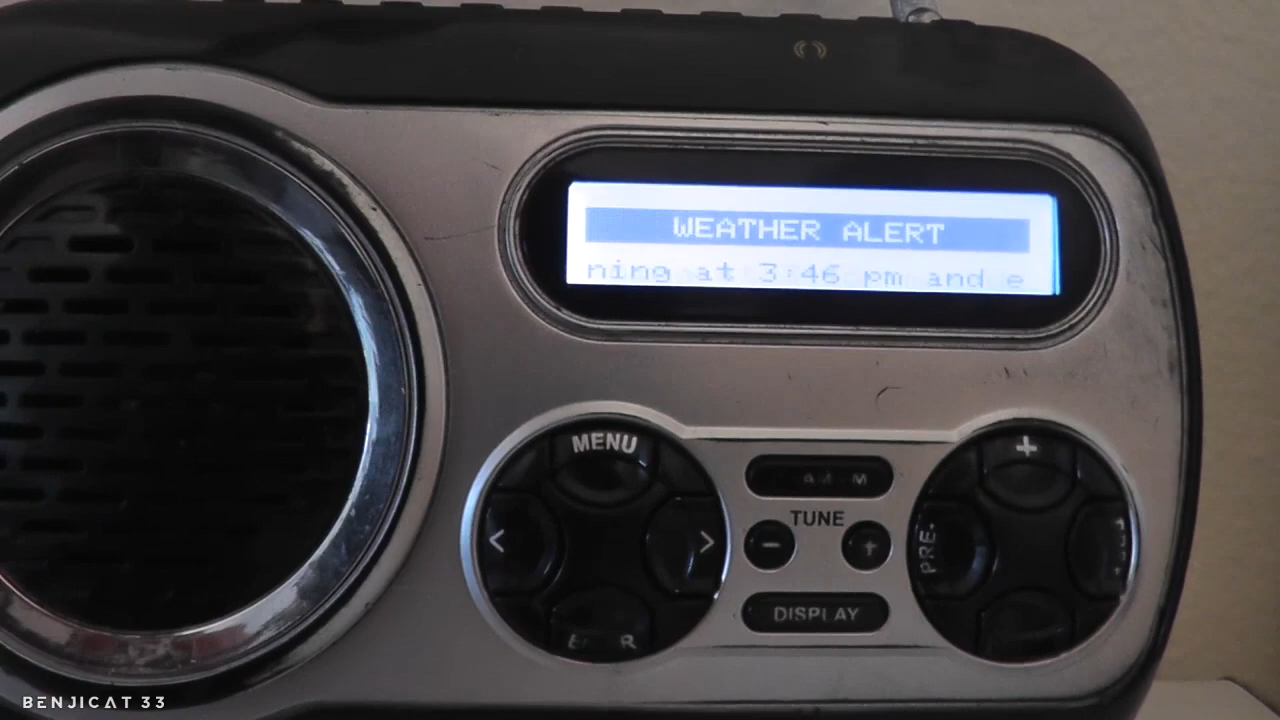 WEATHER ALERT
ning at 3:46 pm and e
MENU
<
>
TUNE
-
+
DISPLAY
+
PRE-
BENJICAT 33